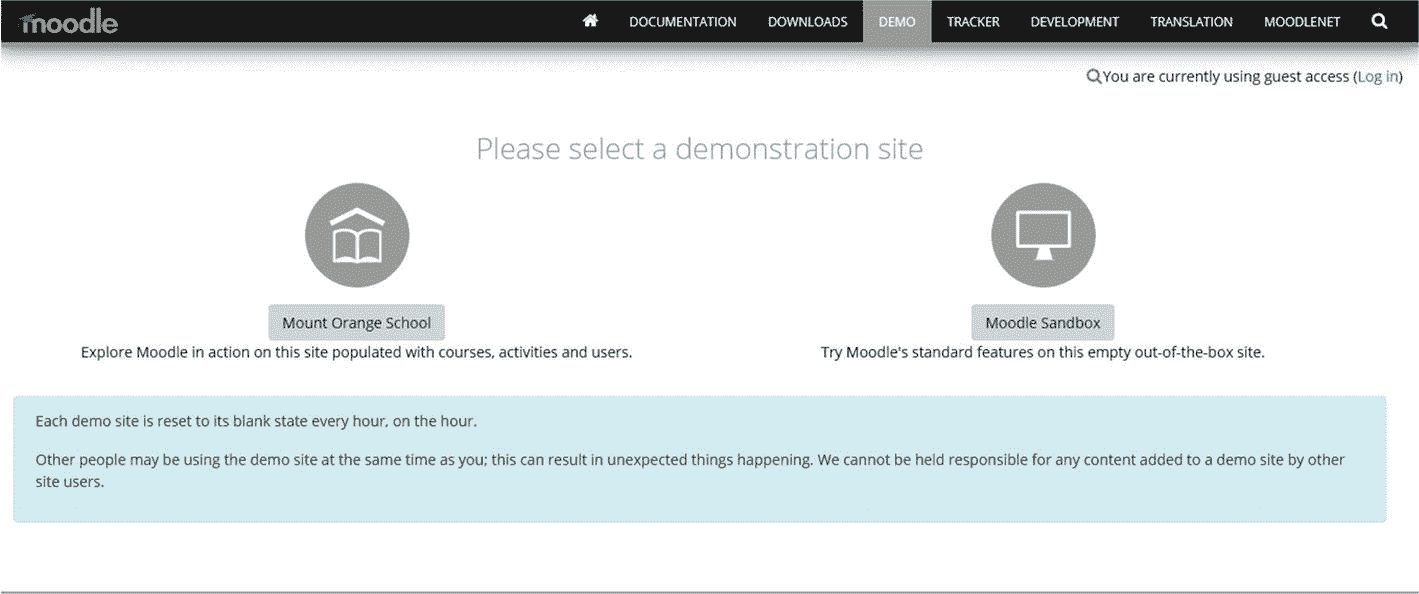 moodle
DOCUMENTATION DOWNLOADS DEMO TRACKER DEVELOPMENT TRANSLATION MOODLENET
You are currently using guest access (Log in)
Please select a demonstration site
Mount Orange School
Explore Moodle in action on this site populated with courses, activities and users.
Moodle Sandbox
Try Moodle's standard features on this empty out-of-the-box site.
Each demo site is reset to its blank state every hour, on the hour.
Other people may be using the demo site at the same time as you; this can result in unexpected things happening. We cannot be held responsible for any content added to a demo site by other
site users.